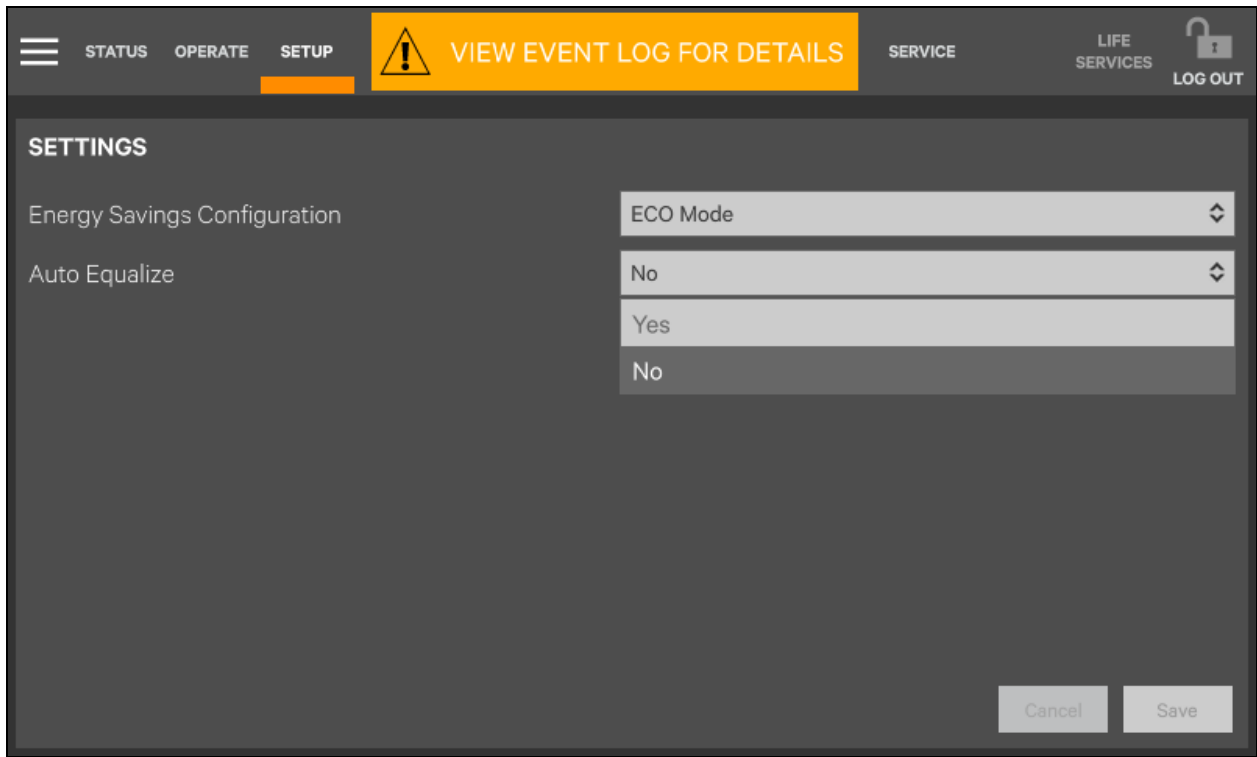 STATUS OPERATE SETUP VIEW EVENT LOG FOR DETAILS SERVICE LIFE SERVICES LOG OUT
SETTINGS
Energy Savings Configuration ECO Mode
Auto Equalize No
Yes
No
Cancel Save